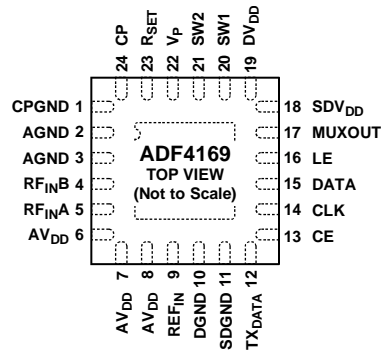 24 CP
23 RSET
22 VP
21 SW2
20 SW1
19 DVDD
CPGND 1
AGND 2
AGND 3
RFINB 4
RFINA 5
AVDD 6
ADF4169
TOP VIEW
(Not to Scale)
18 SDVDD
17 MUXOUT
16 LE
15 DATA
14 CLK
13 CE
AVDD 7
AVDD 8
REFIN 9
DGND 10
SDGND 11
TXDATA 12